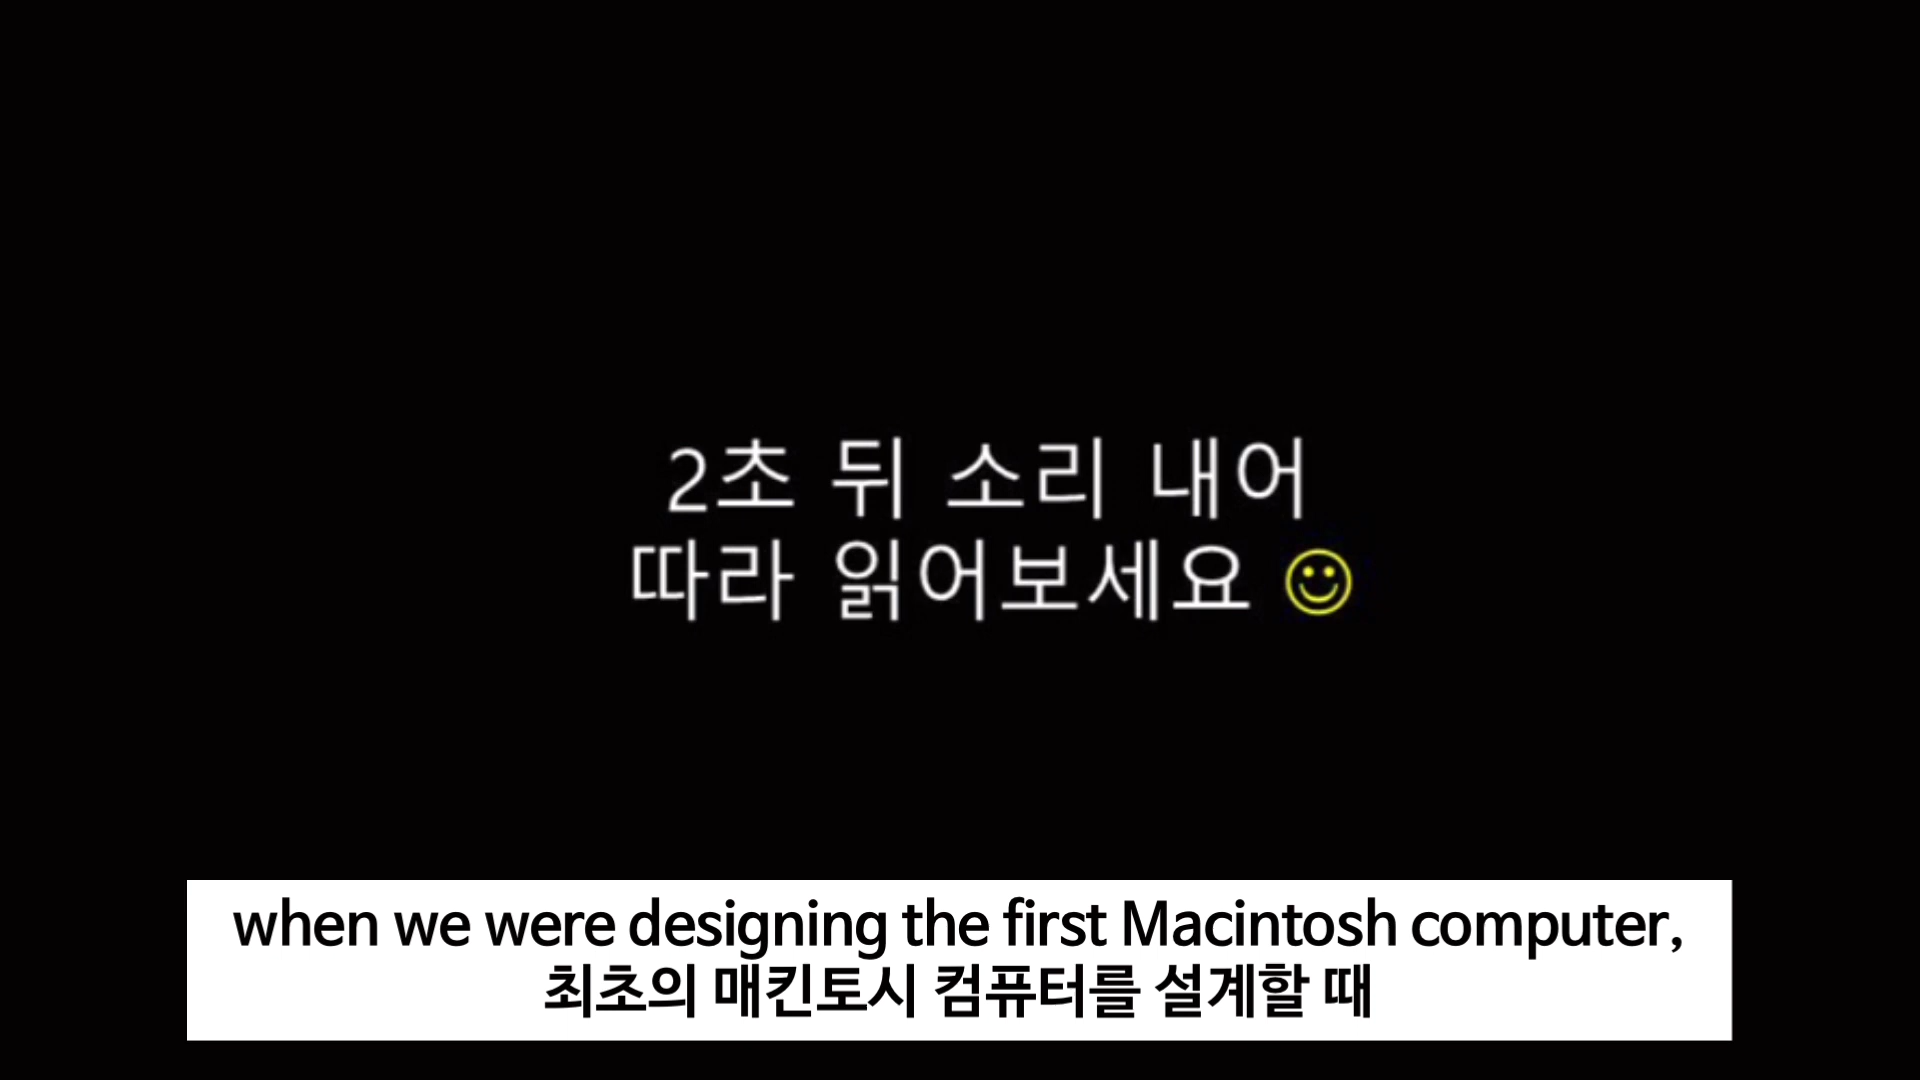 2초 뒤 소리 내어
따라 읽어보세요 ☺
when we were designing the first Macintosh computer,
최초의 매킨토시 컴퓨터를 설계할 때